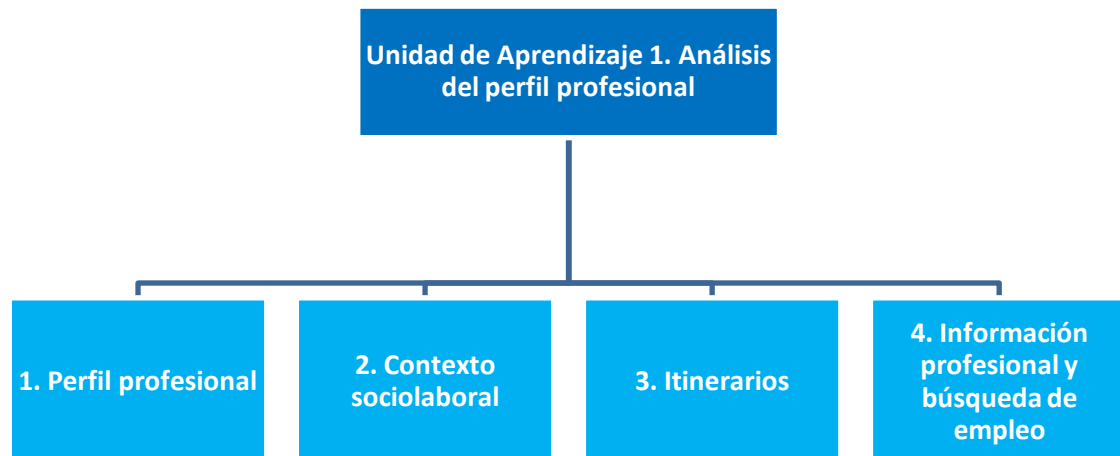 Unidad de Aprendizaje 1. Análisis
del perfil profesional
1. Perfil profesional
2. Contexto
sociolaboral
3. Itinerarios
4. Información
profesional y
búsqueda de
empleo